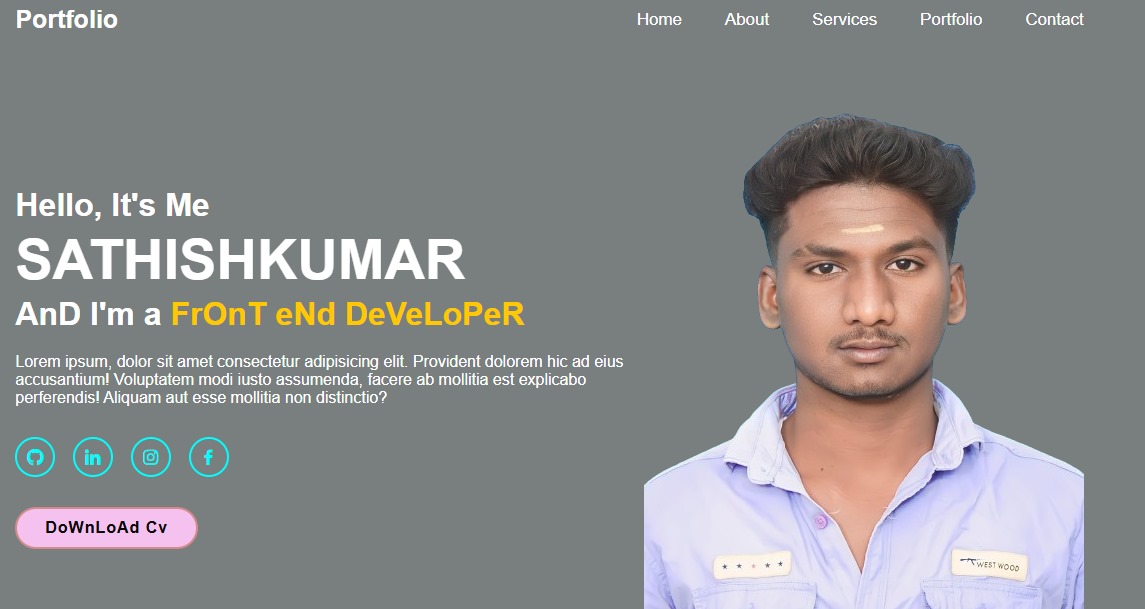 Portfolio
Home About Services Portfolio Contact
Hello, It's Me
SATHISHKUMAR
AnD I'm a FrOnT eNd DeVeLoPeR
Lorem ipsum, dolor sit amet consectetur adipisicing elit. Provident dolorem hic ad eius
accusantium! Voluptatem modi iusto assumenda, facere ab mollitia est explicabo
perferendis! Aliquam aut esse mollitia non distinctio?
in
f
DoWnLoAd Cv
WEST WOOD